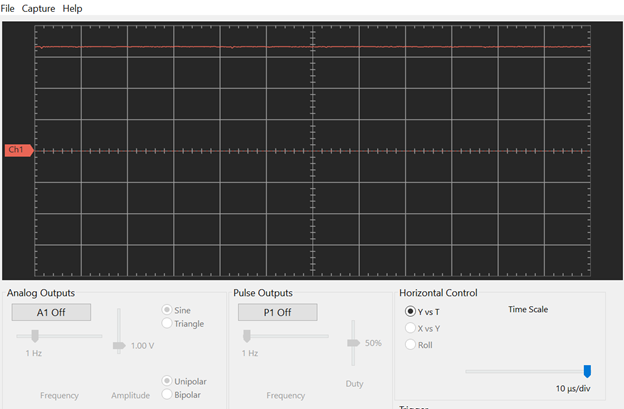 File Capture Help
Ch1
Analog Outputs
A1 Off
Sine
Triangle
1.00 V
1 Hz
Unipolar
Bipolar
Frequency Amplitude
Pulse Outputs
P1 Off
50%
1 Hz
Duty
Frequency
Horizontal Control
Y vs T
Time Scale
X vs Y
Roll
10 µs/div
Trigger